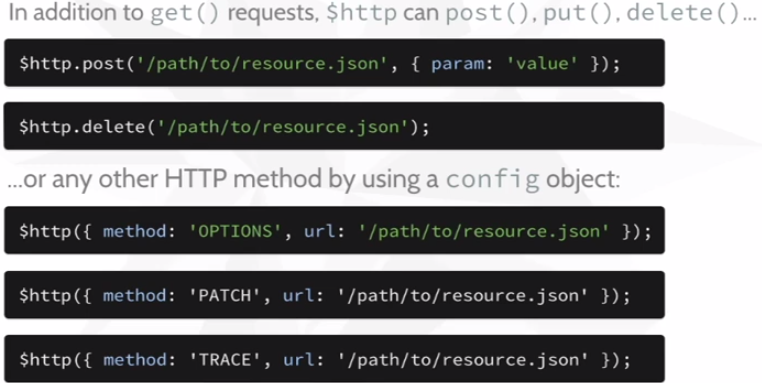 In addition to get() requests, $http can post(), put(), delete()...
$http.post('/path/to/resource.json', { param: 'value' });
$http.delete('/path/to/resource.json');
...or any other HTTP method by using a config object:
$http({ method: 'OPTIONS', url: '/path/to/resource.json' });
$http({ method: 'PATCH', url: '/path/to/resource.json' });
$http({ method: 'TRACE', url: '/path/to/resource.json' });